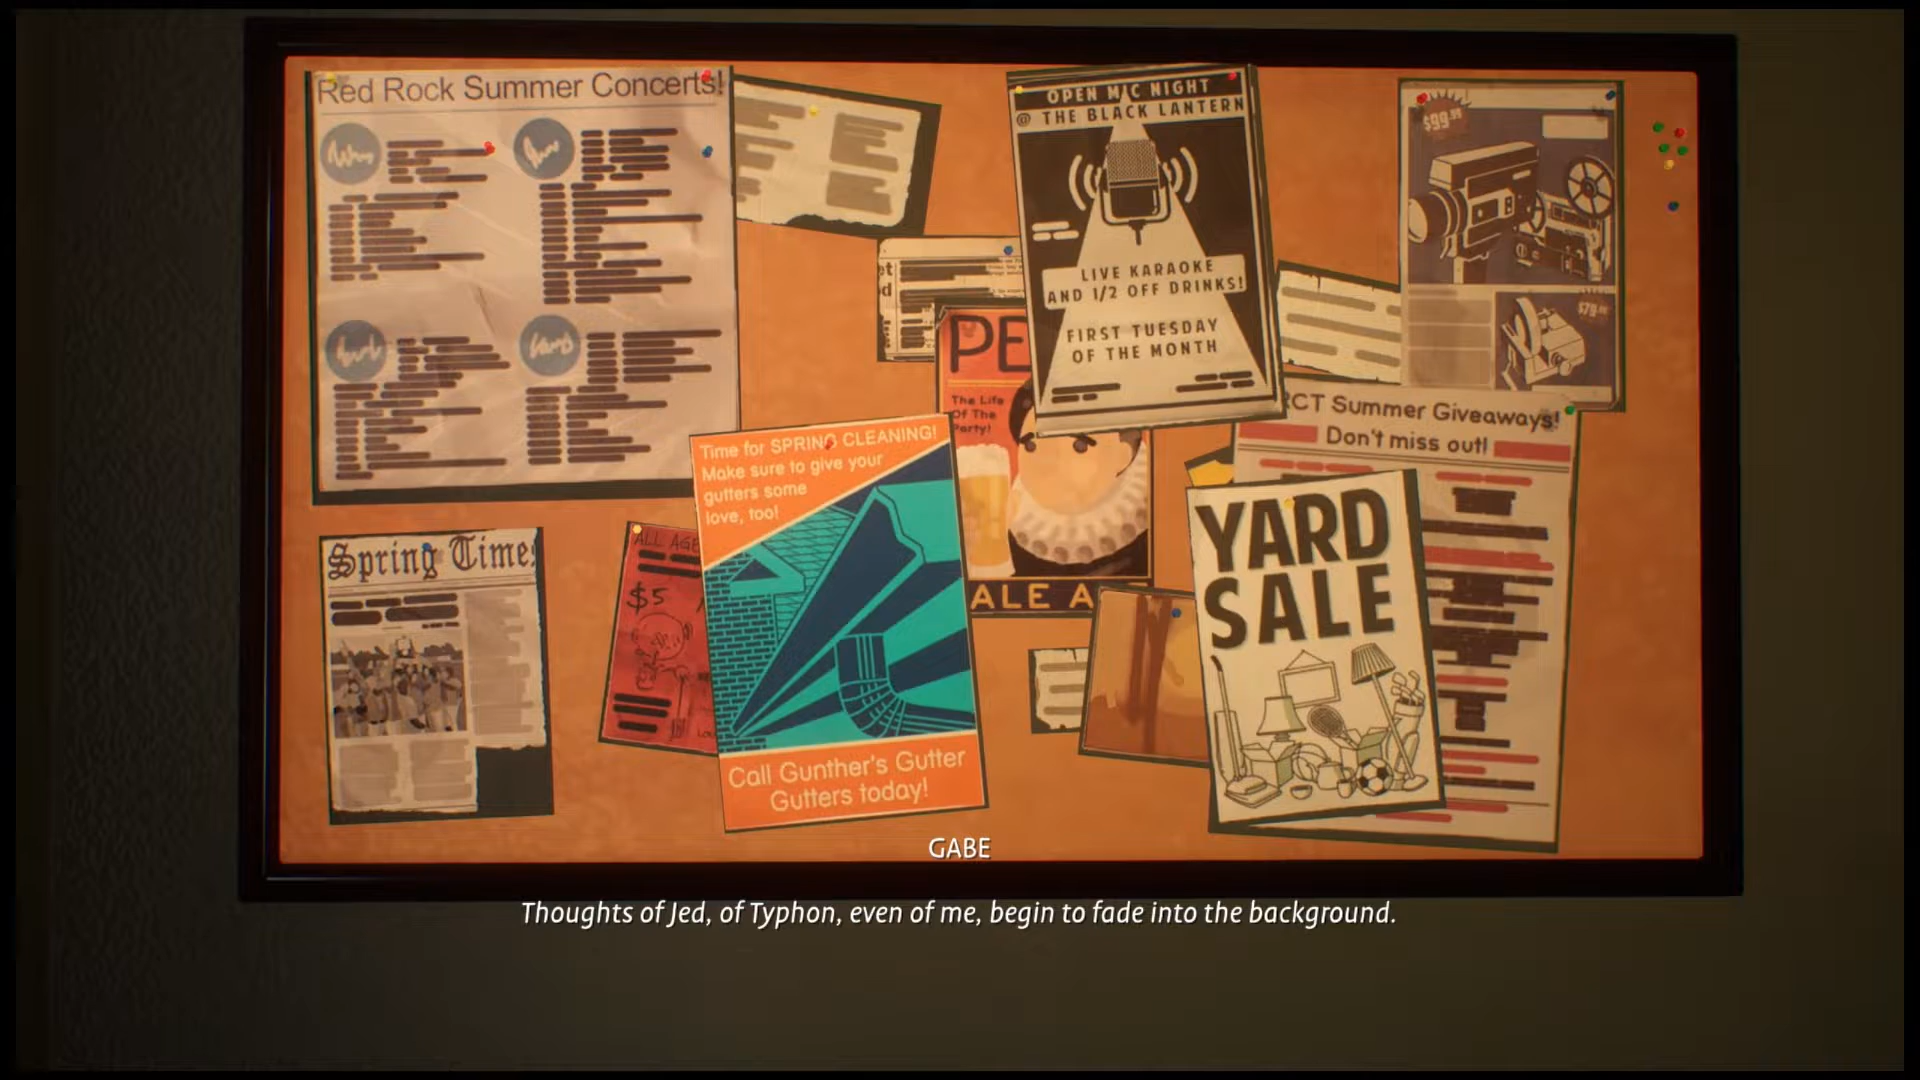 Red Rock Summer Concerts!
OPEN MIC NIGHT
@ THE BLACK LANTERN
LIVE KARAOKE
AND 1/2 OFF DRINKS!
FIRST TUESDAY
OF THE MONTH
$99.99
PE
The Life
Of The
Party!
ALE A
RCT Summer Giveaways!
Don't miss out!
Time for SPRING CLEANING!
Make sure to give your
gutters some
love, too!
Call Gunther's Gutter
Gutters today!
Spring Times
ALL AGE
$5
YARD
SALE
GABE
Thoughts of Jed, of Typhon, even of me, begin to fade into the background.